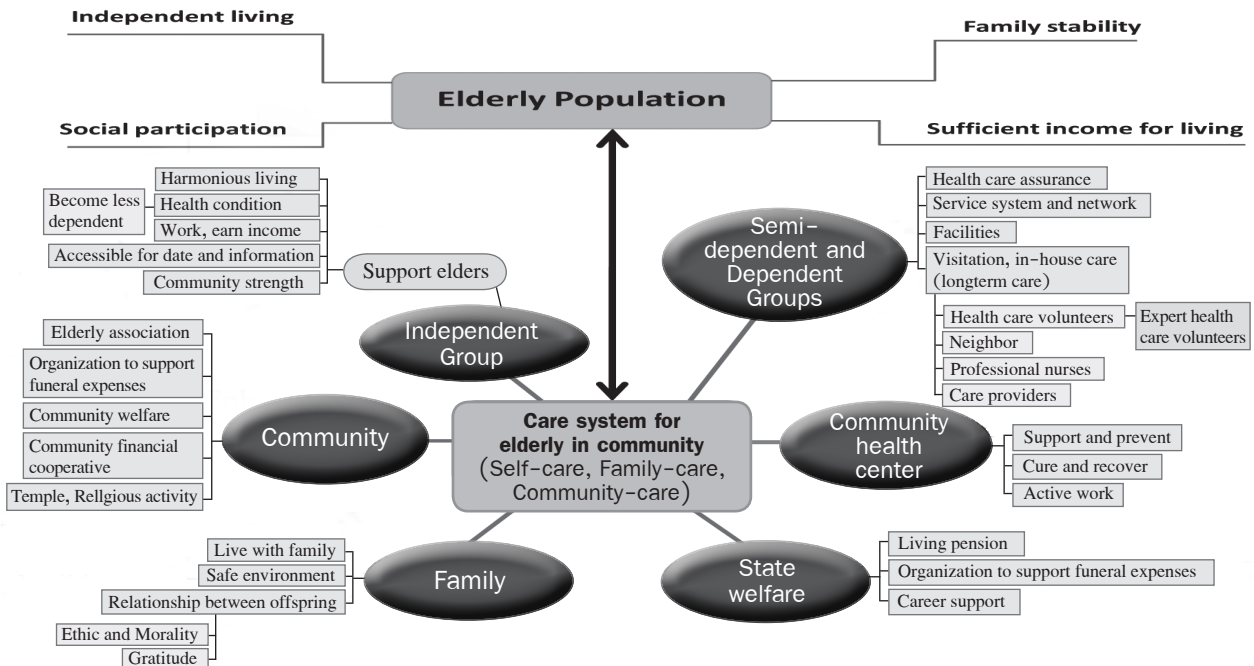 Independent living
Family stability
Elderly Population
Social participation
Sufficient income for living
Harmonious living
Become less
dependent
Health condition
Work, earn income
Accessible for date and information
Community strength
Support elders
Independent
Group
Semi-
dependent and
Dependent
Groups
Health care assurance
Service system and network
Facilities
Visitation, in-house care
(longterm care)
Health care volunteers
Expert health
care volunteers
Neighbor
Professional nurses
Care providers
Elderly association
Organization to support
funeral expenses
Community welfare
Community financial
cooperative
Temple, Rellgious activity
Community
Care system for
elderly in community
(Self-care, Family-care,
Community-care)
Community
health
center
Support and prevent
Cure and recover
Active work
Live with family
Safe environment
Relationship between offspring
Ethic and Morality
Gratitude
Family
State
welfare
Living pension
Organization to support funeral expenses
Career support